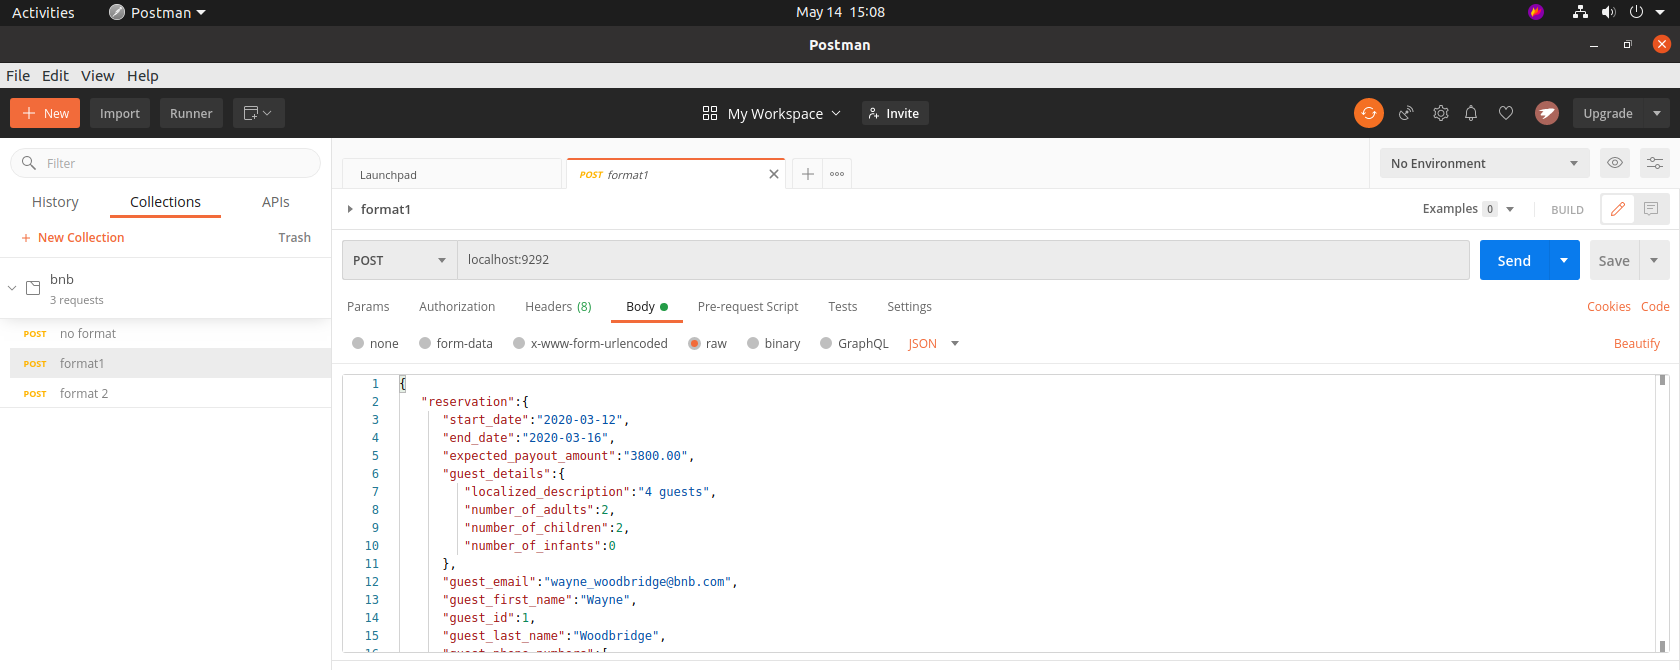 Activities Postman May 14 15:08
Postman
File Edit View Help
+ New Import Runner My Workspace Invite Upgrade
Filter
History Collections APIs
+ New Collection Trash
bnb
3 requests
POST no format
POST format1
POST format 2
Launchpad POST format1 No Environment
format1 Examples 0 BUILD
POST localhost:9292 Send Save
Params Authorization Headers (8) Body Pre-request Script Tests Settings Cookies Code
none form-data x-www-form-urlencoded raw binary GraphQL JSON Beautify
1 {
2 "reservation":{
3 "start_date":"2020-03-12",
4 "end_date":"2020-03-16",
5 "expected_payout_amount":"3800.00",
6 "guest_details":{
7 "localized_description":"4 guests",
8 "number_of_adults":2,
9 "number_of_children":2,
10 "number_of_infants":0
11 },
12 "guest_email":"wayne_woodbridge@bnb.com",
13 "guest_first_name":"Wayne",
14 "guest_id":1,
15 "guest_last_name":"Woodbridge",
16 "guest_phone_numbers":[